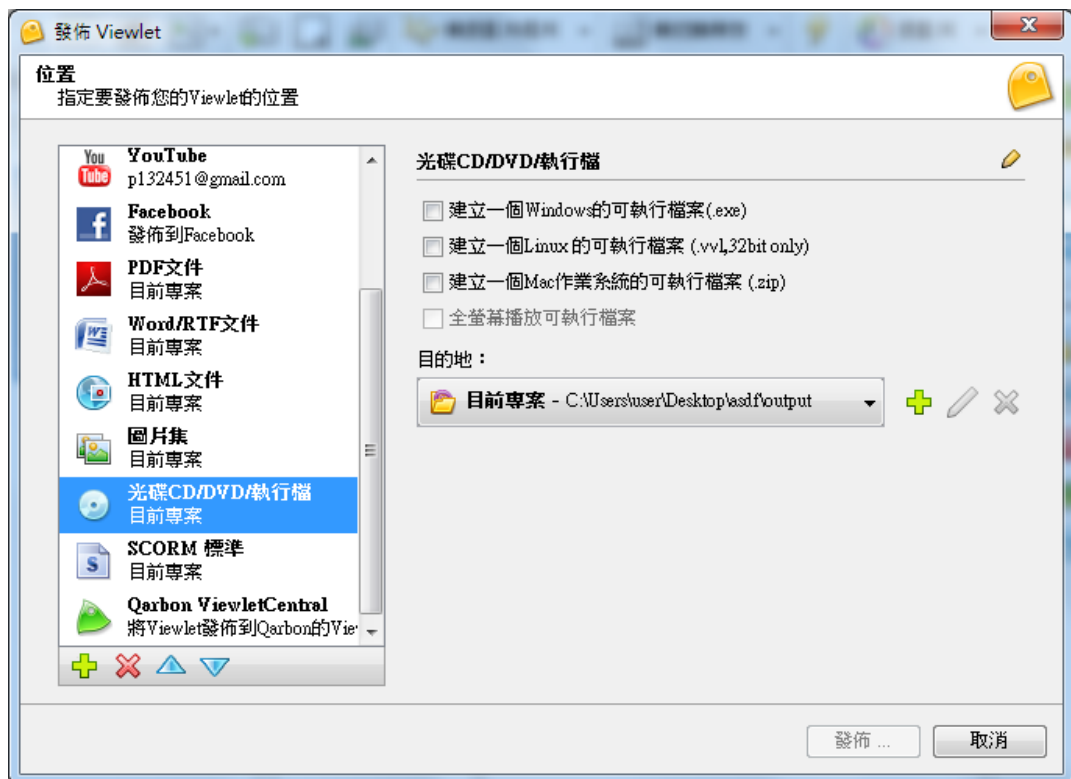 發佈 Viewlet
位置
指定要發佈您的Viewlet的位置
You
Tube
YouTube
p132451@gmail.com
Facebook
發佈到Facebook
PDF文件
目前專案
Word/RTF文件
目前專案
HTML文件
目前專案
圖片集
目前專案
光碟CD/DVD/執行檔
目前專案
SCORM 標準
目前專案
Qarbon ViewletCentral
將Viewlet發佈到Qarbon的Vie
光碟CD/DVD/執行檔
建立一個Windows的可執行檔案(.exe)
建立一個Linux 的可執行檔案 (.vvl,32bit only)
建立一個Mac作業系統的可執行檔案 (.zip)
全螢幕播放可執行檔案
目的地：
目前專案 - C:\Users\user\Desktop\asdf\output
發佈 ...
取消